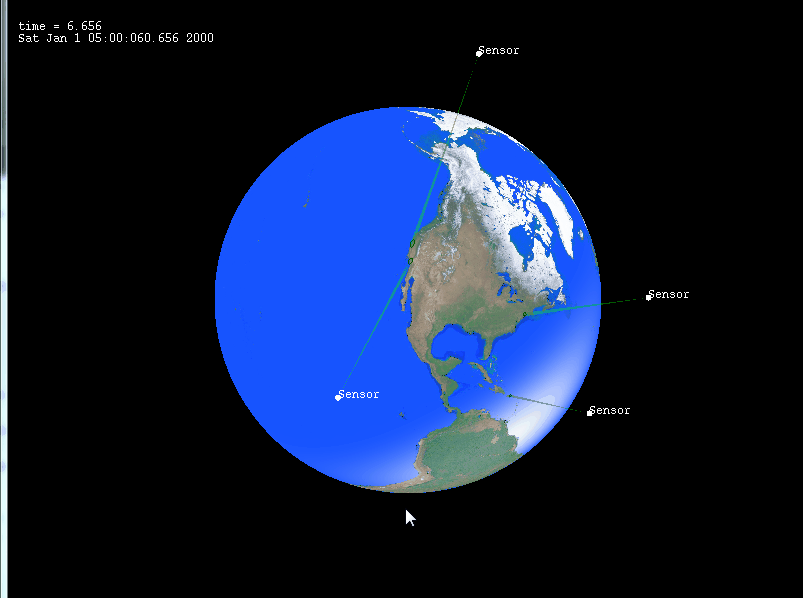 time = 6.656
Sat Jan 1 05:00:060.656 2000
Sensor
Sensor
Sensor
Sensor